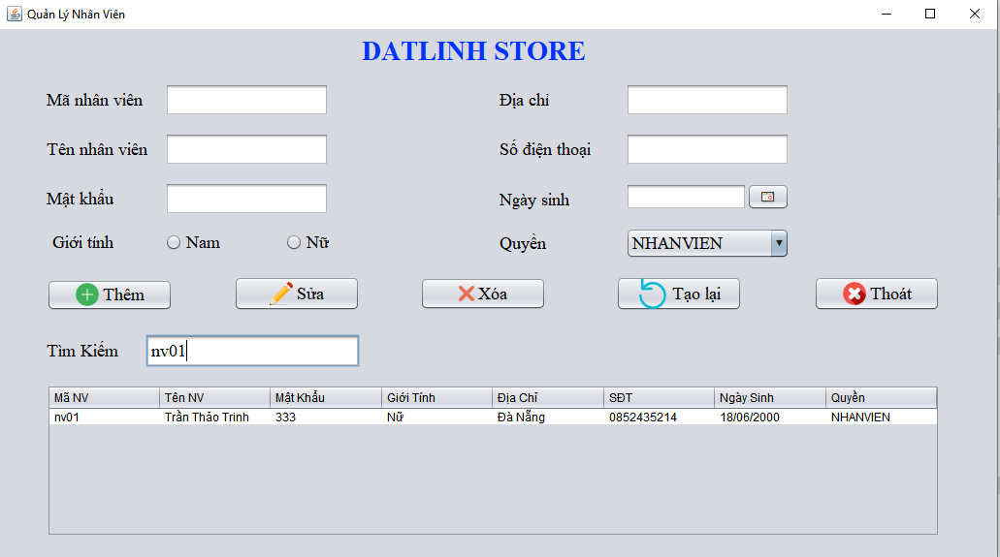 Quản Lý Nhân Viên
DATLINH STORE
Mã nhân viên
Địa chỉ
Tên nhân viên
Số điện thoại
Mật khẩu
Ngày sinh
Giới tính Nam Nữ
Quyền NHANVIEN
Thêm Sửa Xóa Tạo lại Thoát
Tìm Kiếm nv01
Mã NV Tên NV Mật Khẩu Giới Tính Địa Chỉ SĐT Ngày Sinh Quyền
nv01 Trần Thảo Trinh 333 Nữ Đà Nẵng 0852435214 18/06/2000 NHANVIEN